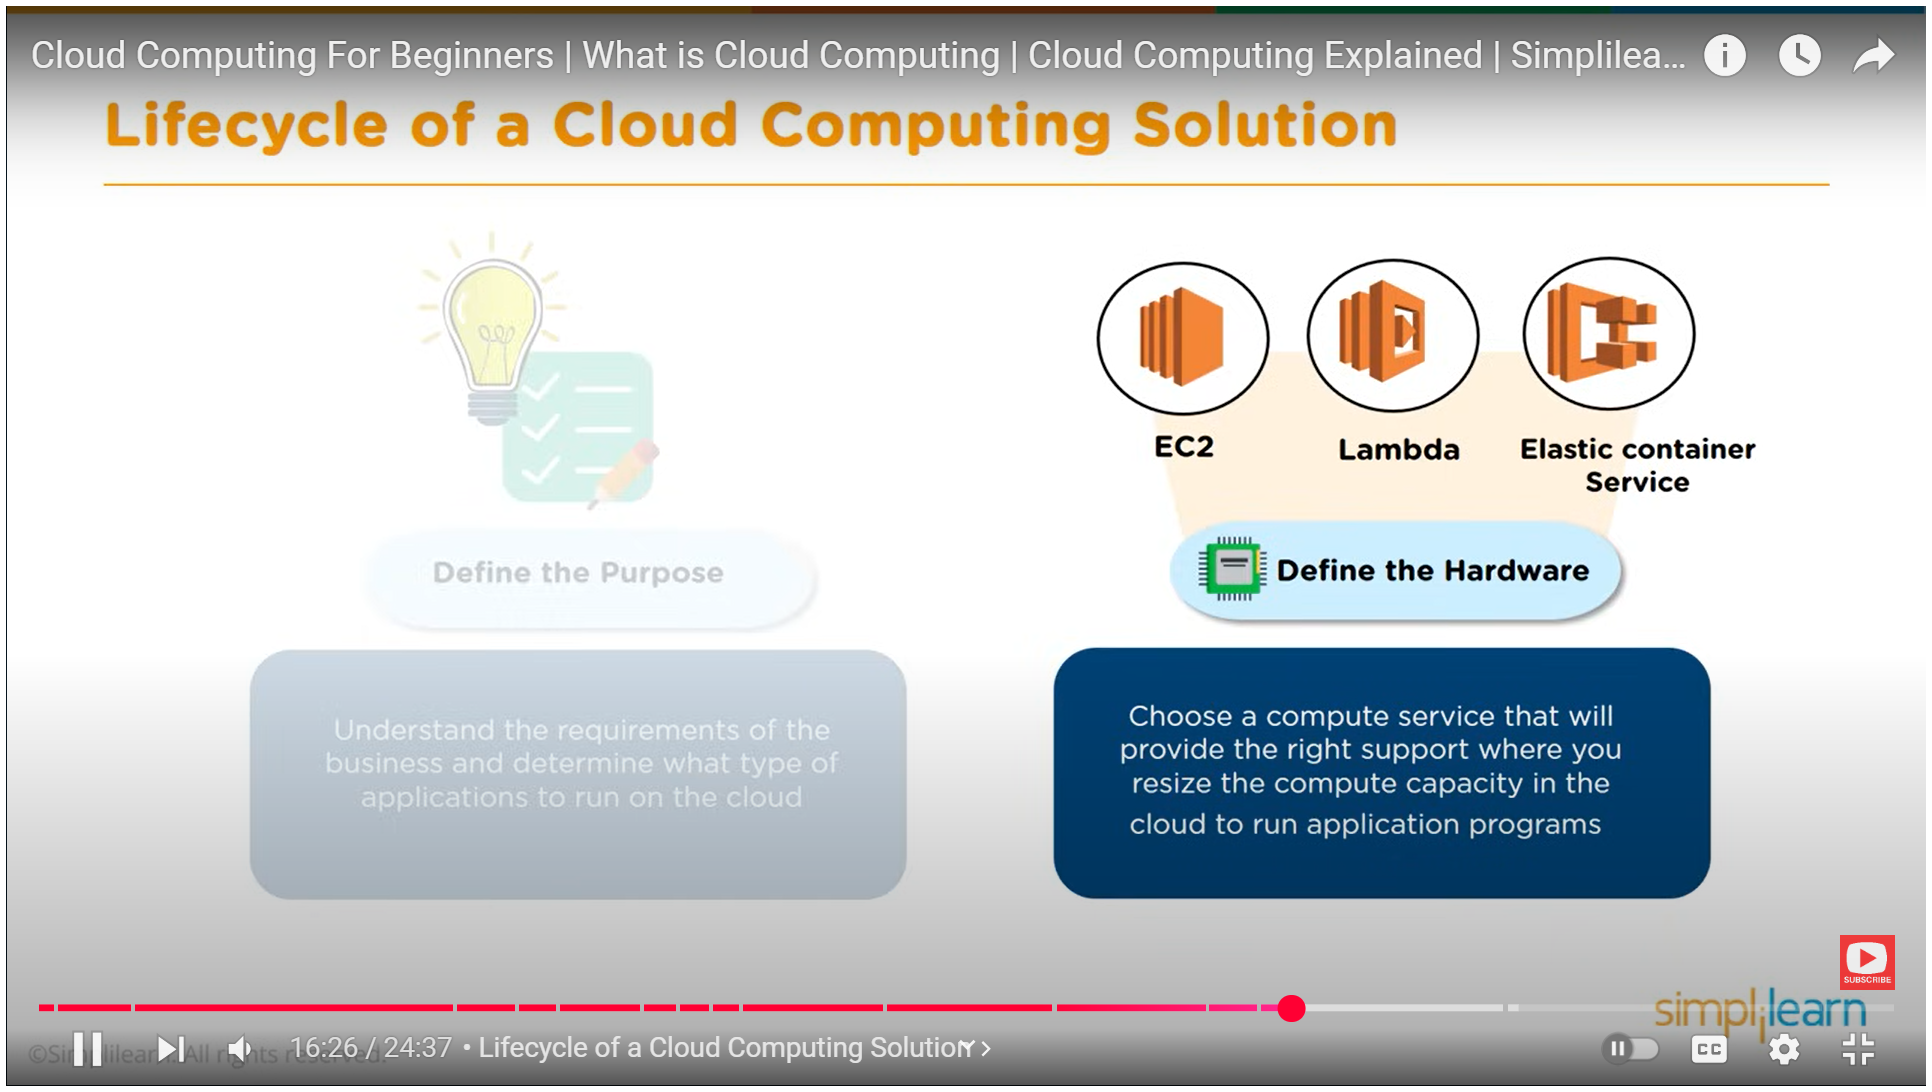 Cloud Computing For Beginners | What is Cloud Computing | Cloud Computing Explained | Simplilea...
Lifecycle of a Cloud Computing Solution
EC2
Lambda
Elastic container
Service
Define the Purpose
Define the Hardware
Understand the requirements of the
business and determine what type of
applications to run on the cloud
Choose a compute service that will
provide the right support where you
resize the compute capacity in the
cloud to run application programs
SUBSCRIBE
simplilearn
©Simplilearn. All rights reserved.
16:26 / 24:37 • Lifecycle of a Cloud Computing Solution
CC